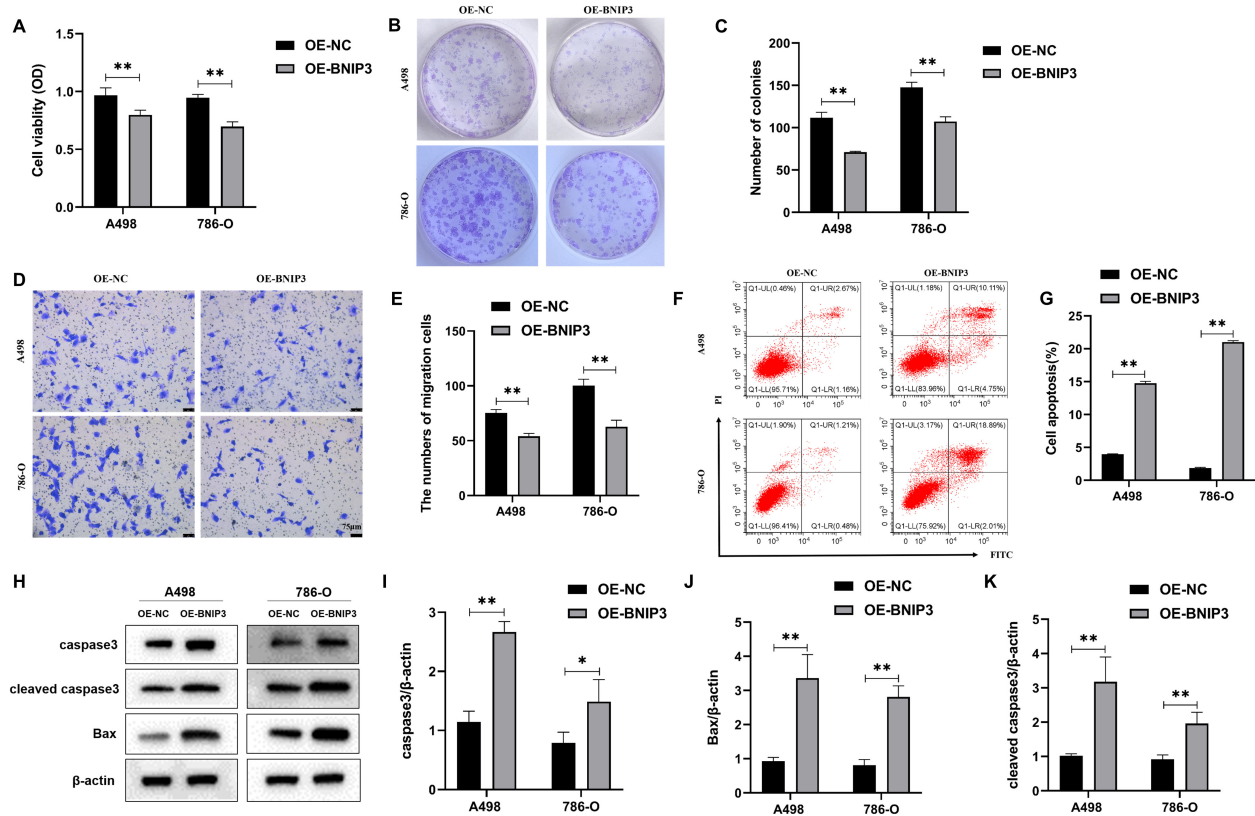 A
Cell viablity (OD)
1.5
1.0
0.5
0.0
**
**
A498
786-O
OE-NC
OE-BNIP3
B
OE-NC
OE-BNIP3
A498
786-O
C
Numeber of colonies
200
150
100
50
0
**
**
A498
786-O
OE-NC
OE-BNIP3
D
OE-NC
OE-BNIP3
A498
786-O
75μm
E
The numbers of migration cells
150
100
50
0
**
**
A498
786-O
OE-NC
OE-BNIP3
F
OE-NC
OE-BNIP3
A498
786-O
PI
FITC
Q1-UL(0.46%)
Q1-UR(2.67%)
Q1-LL(95.71%)
Q1-LR(1.16%)
Q1-UL(1.18%)
Q1-UR(10.11%)
Q1-LL(83.96%)
Q1-LR(4.75%)
Q1-UL(1.90%)
Q1-UR(1.21%)
Q1-LL(96.41%)
Q1-LR(0.48%)
Q1-UL(3.17%)
Q1-UR(18.89%)
Q1-LL(75.92%)
Q1-LR(2.01%)
G
Cell apoptosis(%)
25
20
15
10
5
0
**
**
A498
786-O
OE-NC
OE-BNIP3
H
A498
786-O
OE-NC
OE-BNIP3
OE-NC
OE-BNIP3
caspase3
cleaved caspase3
Bax
β-actin
I
caspase3/β-actin
3
2
1
0
**
*
A498
786-O
OE-NC
OE-BNIP3
J
Bax/β-actin
5
4
3
2
1
0
**
**
A498
786-O
OE-NC
OE-BNIP3
K
cleaved caspase3/β-actin
5
4
3
2
1
0
**
**
A498
786-O
OE-NC
OE-BNIP3